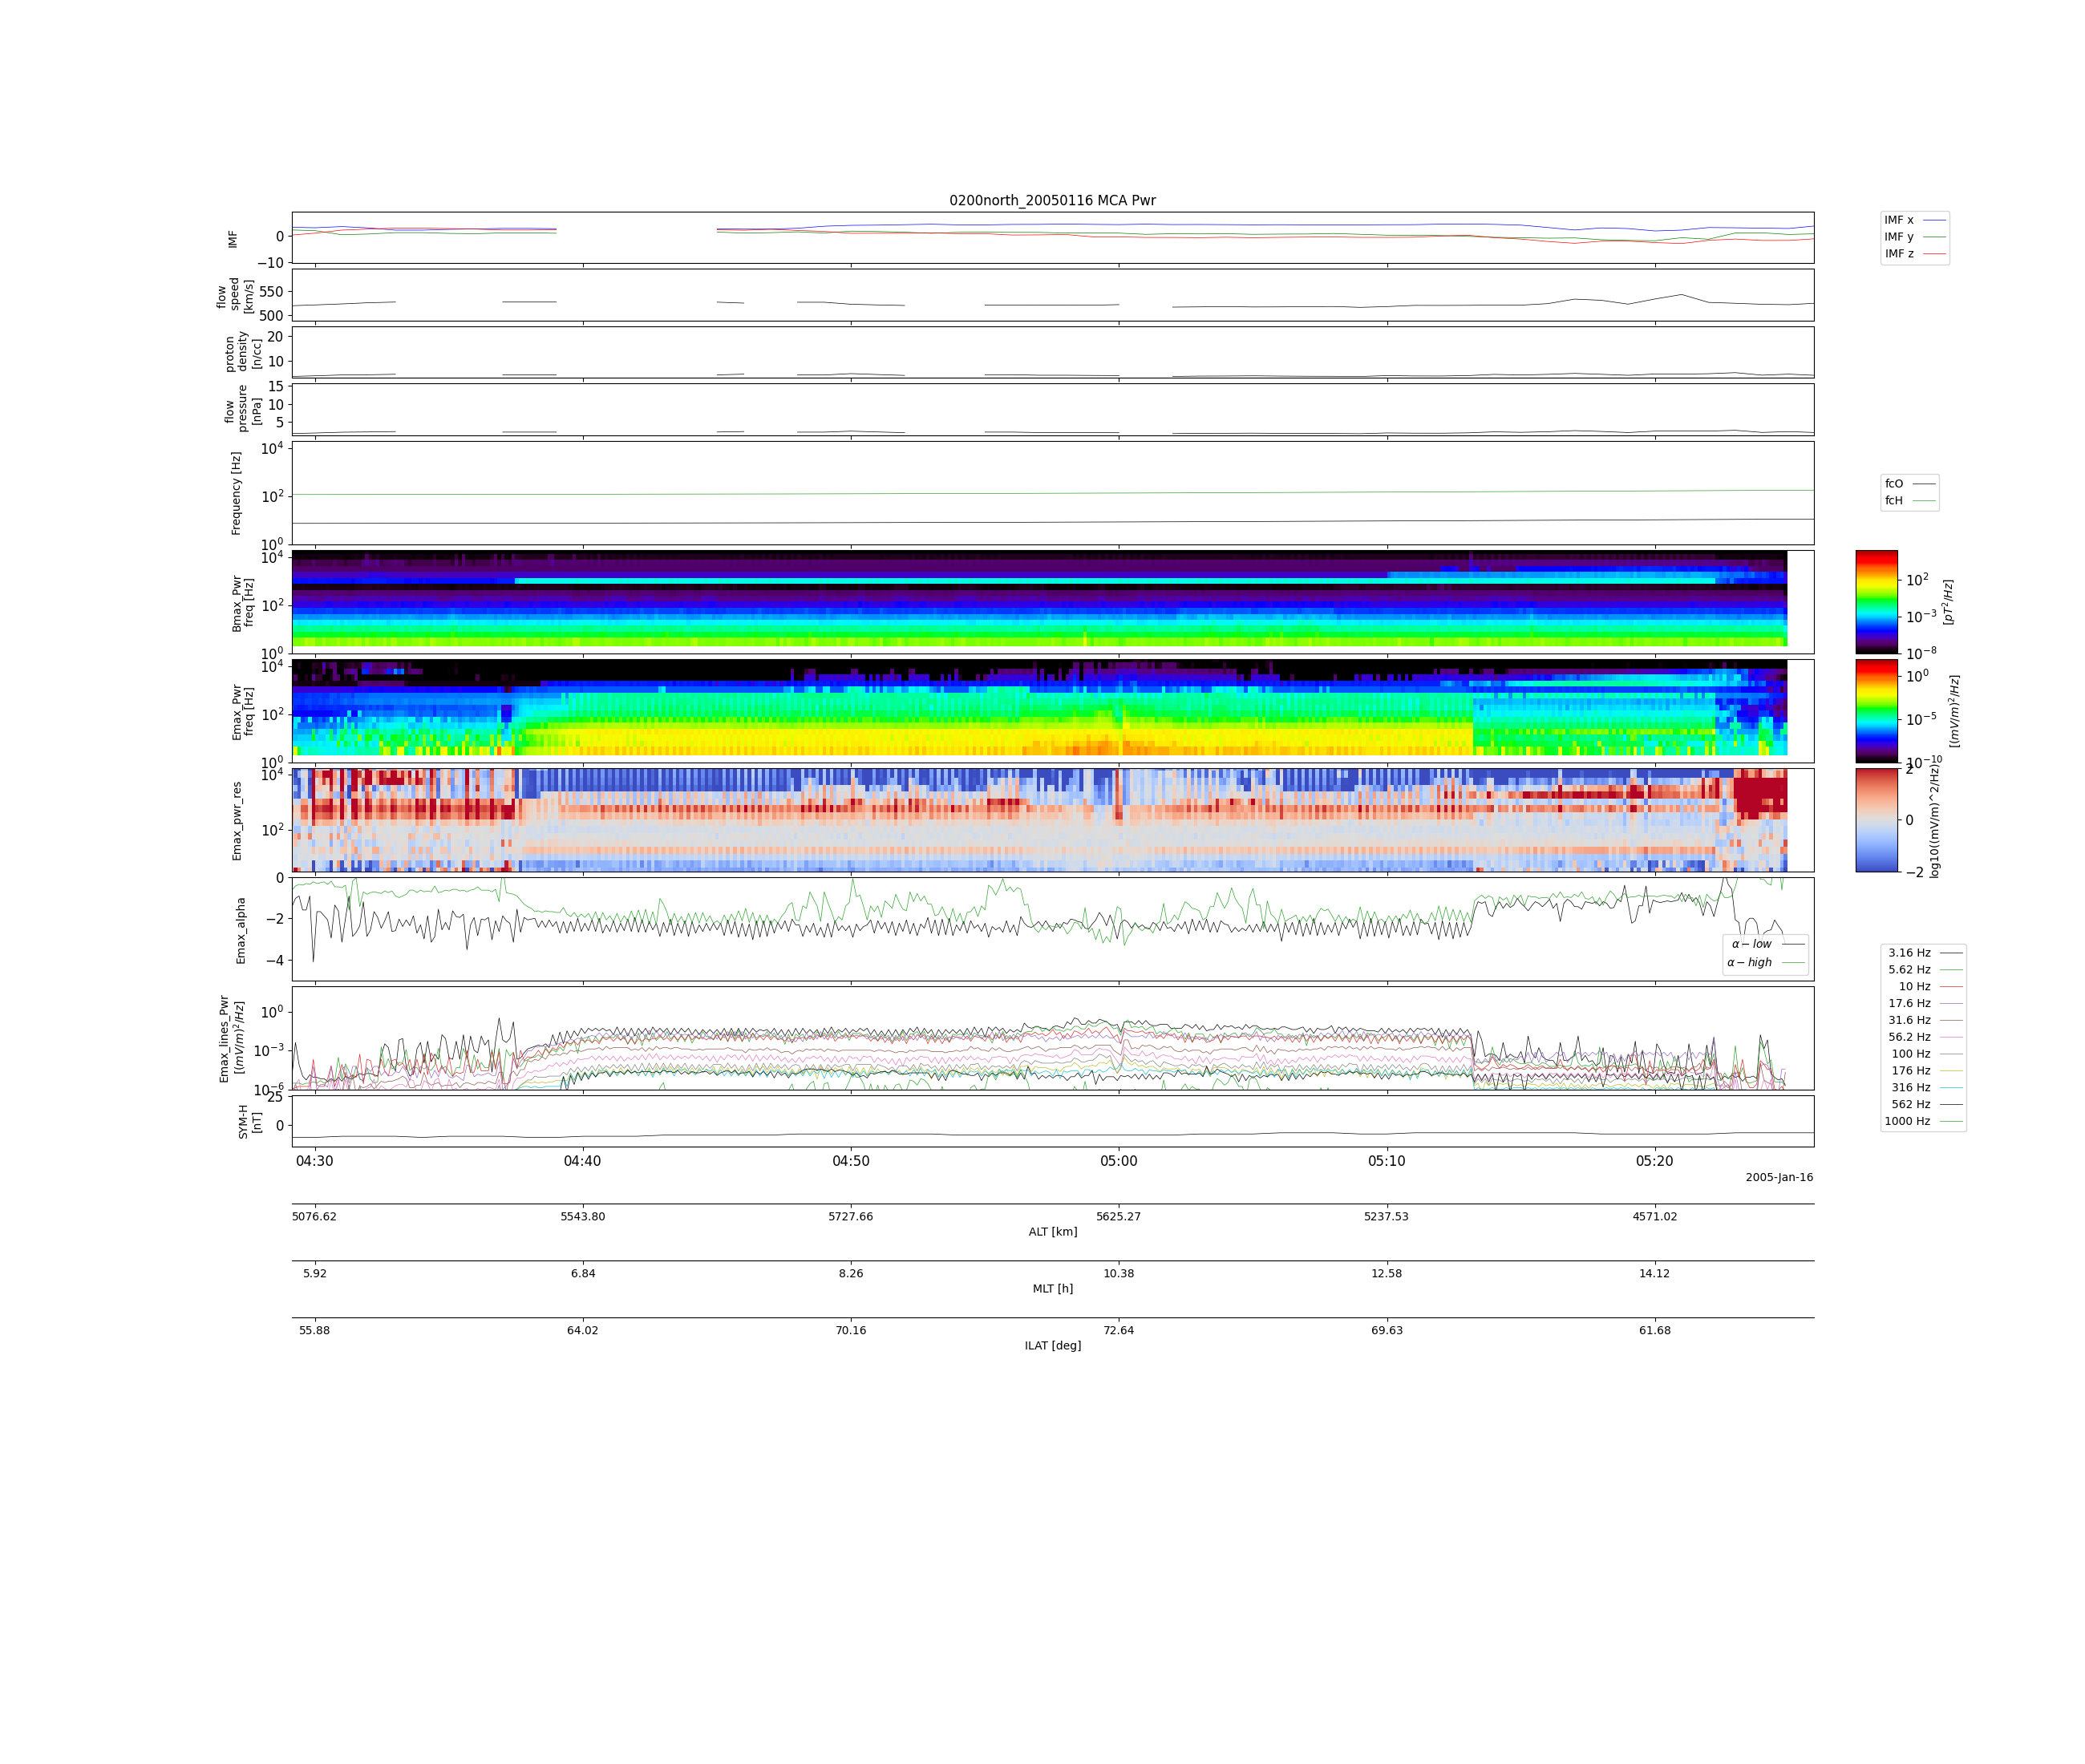 0200north_20050116 MCA Pwr
IMF
0
−10
IMF x
IMF y
IMF z
flow
speed
[km/s]
550
500
proton
density
[n/cc]
20
10
flow
pressure
[nPa]
15
10
5
Frequency [Hz]
10^4
10^2
10^0
fcO
fcH
Bmax_Pwr
freq [Hz]
10^4
10^2
10^0
10^2
10^−3
10^−8
[pT^2/Hz]
Emax_Pwr
freq [Hz]
10^4
10^2
10^0
10^0
10^−5
10^−10
[(mV/m)^2/Hz]
Emax_pwr_res
10^4
10^2
2
0
−2
log10((mV/m)^2/Hz)
Emax_alpha
0
−2
−4
α − low
α − high
Emax_lines_Pwr
[(mV/m)^2/Hz]
10^0
10^−3
10^−6
3.16 Hz
5.62 Hz
10 Hz
17.6 Hz
31.6 Hz
56.2 Hz
100 Hz
176 Hz
316 Hz
562 Hz
1000 Hz
SYM-H
[nT]
25
0
04:30 04:40 04:50 05:00 05:10 05:20
2005-Jan-16
5076.62 5543.80 5727.66 5625.27 5237.53 4571.02
ALT [km]
5.92 6.84 8.26 10.38 12.58 14.12
MLT [h]
55.88 64.02 70.16 72.64 69.63 61.68
ILAT [deg]